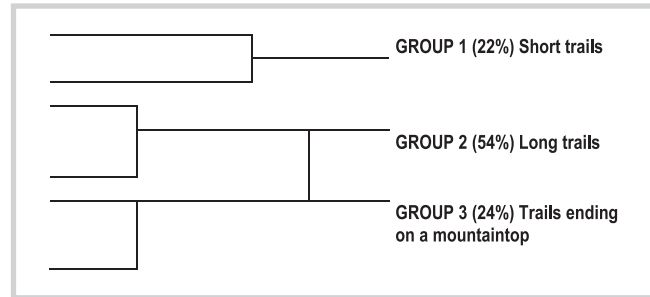 GROUP 1 (22%) Short trails
GROUP 2 (54%) Long trails
GROUP 3 (24%) Trails ending
on a mountaintop